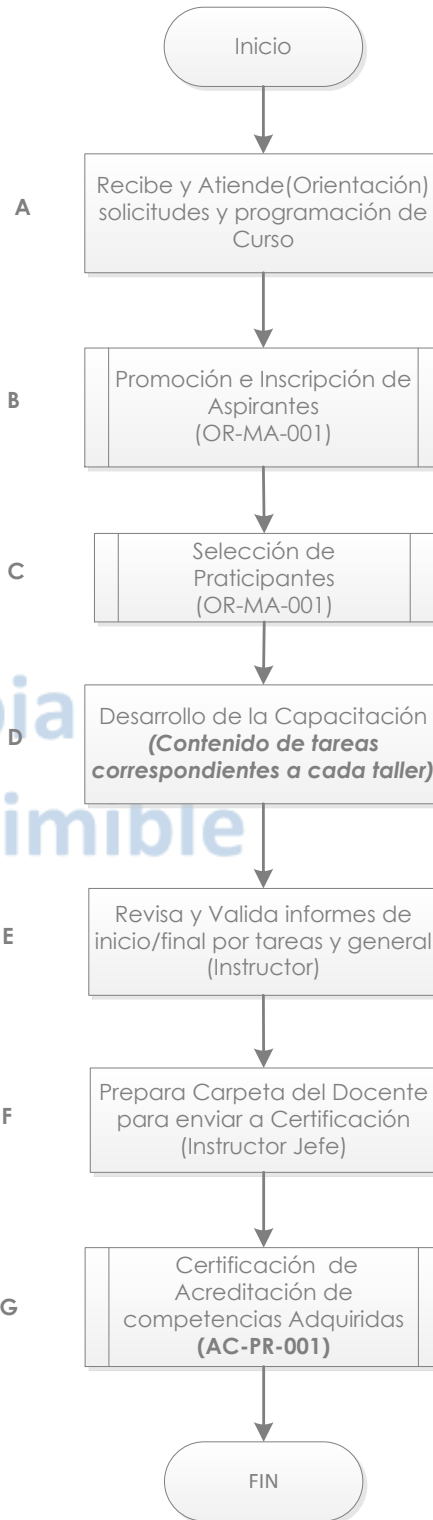 Inicio
A
Recibe y Atiende(Orientación)
solicitudes y programación de
Curso
B
Promoción e Inscripción de
Aspirantes
(OR-MA-001)
C
Selección de
Praticipantes
(OR-MA-001)
D
Desarrollo de la Capacitación
(Contenido de tareas
correspondientes a cada taller)
E
Revisa y Valida informes de
inicio/final por tareas y general
(Instructor)
F
Prepara Carpeta del Docente
para enviar a Certificación
(Instructor Jefe)
G
Certificación de
Acreditación de
competencias Adquiridas
(AC-PR-001)
FIN